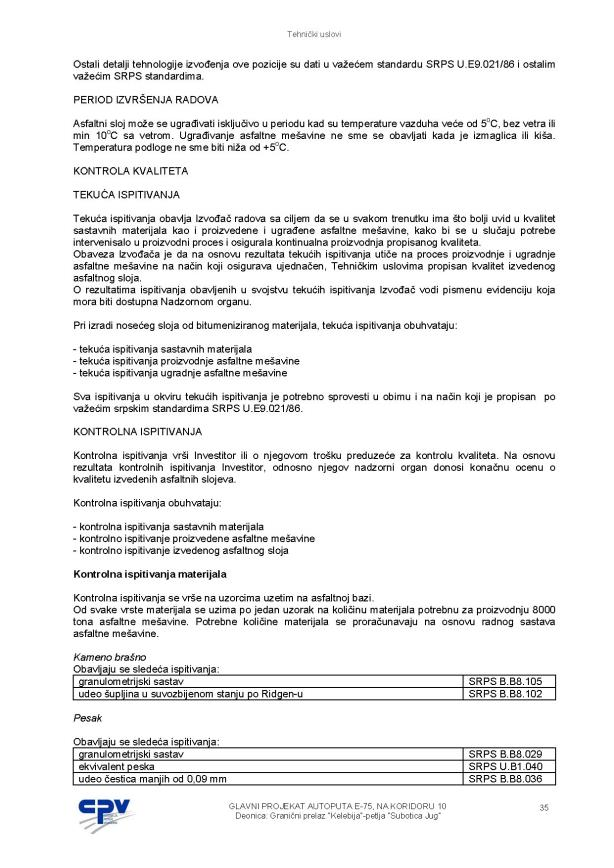 Tehnički uslovi
Ostali detalji tehnologije izvođenja ove pozicije su dati u važećem standardu SRPS U.E9.021/86 i ostalim
važećim SRPS standardima.
PERIOD IZVRŠENJA RADOVA
Asfaltni sloj može se ugrađivati isključivo u periodu kad su temperature vazduha veće od 5°C, bez vetra ili
min 10°C sa vetrom. Ugrađivanje asfaltne mešavine ne sme se obavljati kada je izmaglica ili kiša.
Temperatura podloge ne sme biti niža od +5°C.
KONTROLA KVALITETA
TEKUĆA ISPITIVANJA
Tekuća ispitivanja obavlja Izvođač radova sa ciljem da se u svakom trenutku ima što bolji uvid u kvalitet
sastavnih materijala kao i proizvedene i ugrađene asfaltne mešavine, kako bi se u slučaju potrebe
intervenisalo u proizvodni proces i osigurala kontinualna proizvodnja propisanog kvaliteta.
Obaveza Izvođača je da na osnovu rezultata tekućih ispitivanja utiče na proces proizvodnje i ugradnje
asfaltne mešavine na način koji osigurava ujednačen, Tehničkim uslovima propisan kvalitet izvedenog
asfaltnog sloja.
O rezultatima ispitivanja obavljenih u svojstvu tekućih ispitivanja Izvođač vodi pismenu evidenciju koja
mora biti dostupna Nadzornom organu.
Pri izradi nosećeg sloja od bitumeniziranog materijala, tekuća ispitivanja obuhvataju:
- tekuća ispitivanja sastavnih materijala
- tekuća ispitivanja proizvodnje asfaltne mešavine
- tekuća ispitivanja ugradnje asfaltne mešavine
Sva ispitivanja u okviru tekućih ispitivanja je potrebno sprovesti u obimu i na način koji je propisan po
važećim srpskim standardima SRPS U.E9.021/86.
KONTROLNA ISPITIVANJA
Kontrolna ispitivanja vrši Investitor ili o njegovom trošku preduzeće za kontrolu kvaliteta. Na osnovu
rezultata kontrolnih ispitivanja Investitor, odnosno njegov nadzorni organ donosi konačnu ocenu o
kvalitetu izvedenih asfaltnih slojeva.
Kontrolna ispitivanja obuhvataju:
- kontrolna ispitivanja sastavnih materijala
- kontrolno ispitivanje proizvedene asfaltne mešavine
- kontrolno ispitivanje izvedenog asfaltnog sloja
Kontrolna ispitivanja materijala
Kontrolna ispitivanja se vrše na uzorcima uzetim na asfaltnoj bazi.
Od svake vrste materijala se uzima po jedan uzorak na količinu materijala potrebnu za proizvodnju 8000
tona asfaltne mešavine. Potrebne količine materijala se proračunavaju na osnovu radnog sastava
asfaltne mešavine.
Kameno brašno
Obavljaju se sledeća ispitivanja:
granulometrijski sastav SRPS B.B8.105
udeo šupljina u suvozbijenom stanju po Ridgen-u SRPS B.B8.102
Pesak
Obavljaju se sledeća ispitivanja:
granulometrijski sastav SRPS B.B8.029
ekvivalent peska SRPS U.B1.040
udeo čestica manjih od 0,09 mm SRPS B.B8.036
CPV
GLAVNI PROJEKAT AUTOPUTA E-75, NA KORIDORU 10
Deonica: Granični prelaz "Kelebija"-petlja "Subotica Jug"
35